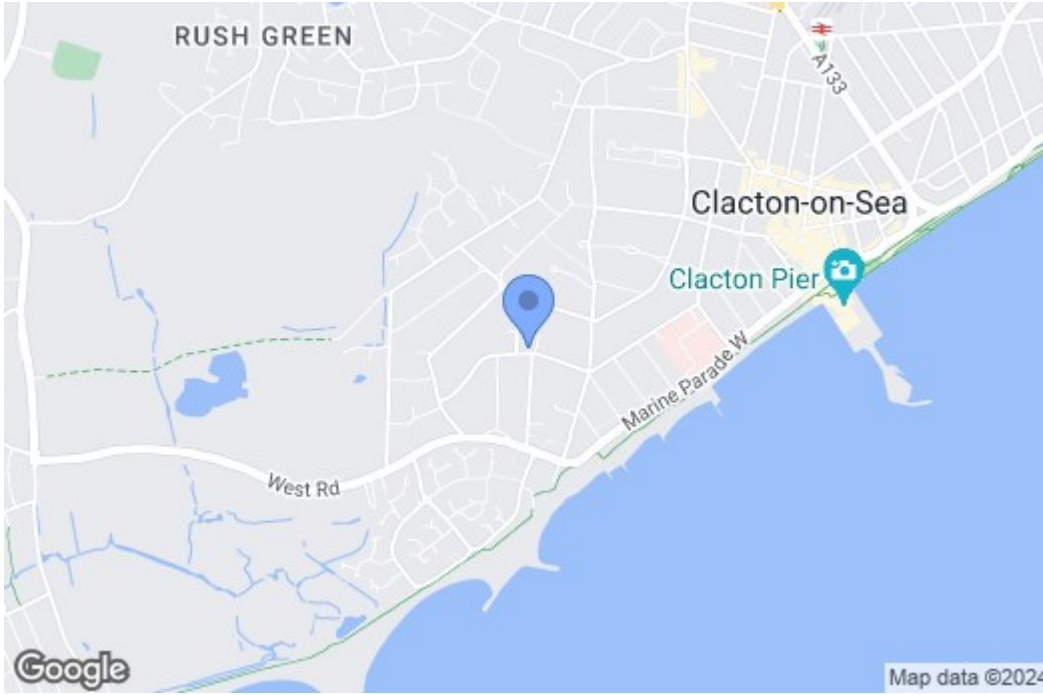 RUSH GREEN
A133
Clacton-on-Sea
Clacton Pier
Marine Parade W
West Rd
Google
Map data ©2024